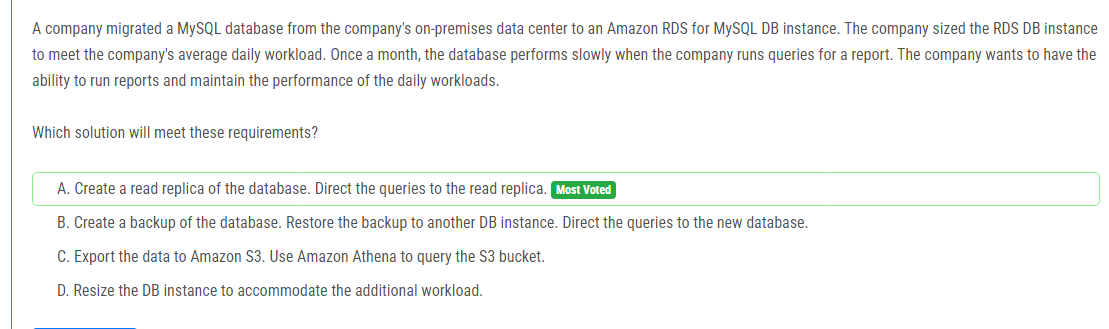 A company migrated a MySQL database from the company's on-premises data center to an Amazon RDS for MySQL DB instance. The company sized the RDS DB instance
to meet the company's average daily workload. Once a month, the database performs slowly when the company runs queries for a report. The company wants to have the
ability to run reports and maintain the performance of the daily workloads.
Which solution will meet these requirements?
A. Create a read replica of the database. Direct the queries to the read replica. Most Voted
B. Create a backup of the database. Restore the backup to another DB instance. Direct the queries to the new database.
C. Export the data to Amazon S3. Use Amazon Athena to query the S3 bucket.
D. Resize the DB instance to accommodate the additional workload.